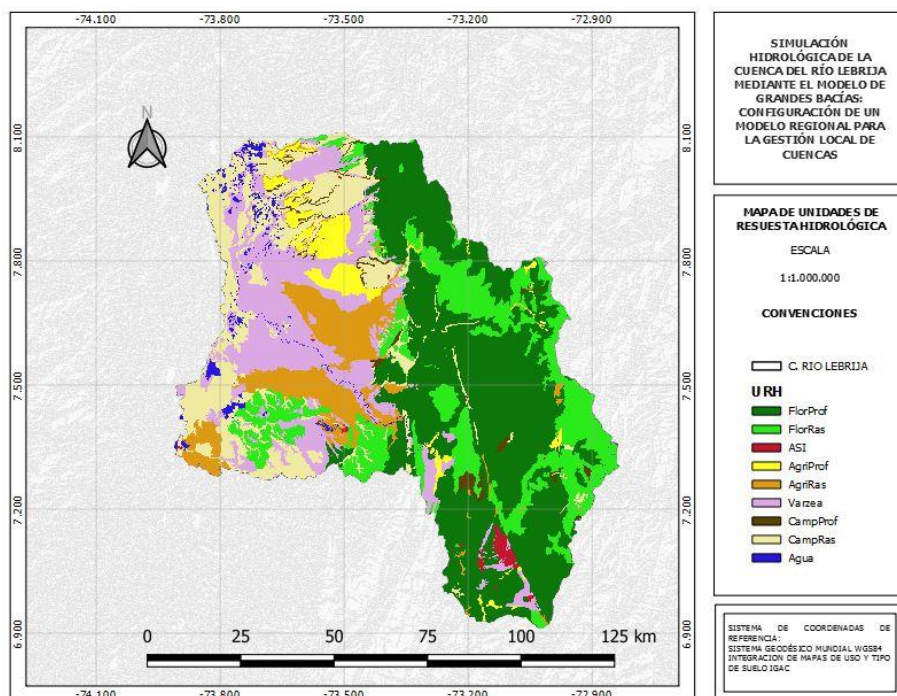 -74.100 -73.800 -73.500 -73.200 -72.900
SIMULACIÓN
HIDROLÓGICA DE LA
CUENCA DEL RÍO LEBRIJA
MEDIANTE EL MODELO DE
GRANDES BACÍAS:
CONFIGURACIÓN DE UN
MODELO REGIONAL PARA
LA GESTIÓN LOCAL DE
CUENCAS
N
8.100 8.100
7.800 7.800
7.500 7.500
7.200 7.200
6.900 6.900
MAPA DE UNIDADES DE
RESUESTA HIDROLÓGICA
ESCALA
1:1.000.000
CONVENCIONES
C. RIO LEBRIJA
URH
FlorProf
FlorRas
ASI
AgriProf
AgriRas
Varzea
CampProf
CampRas
Agua
0 25 50 75 100 125 km
SISTEMA DE COORDENADAS DE
REFERENCIA:
SISTEMA GEODÉSICO MUNDIAL WGS84
INTEGRACION DE MAPAS DE USO Y TIPO
DE SUELO IGAC
-74.100 -73.800 -73.500 -73.200 -72.900